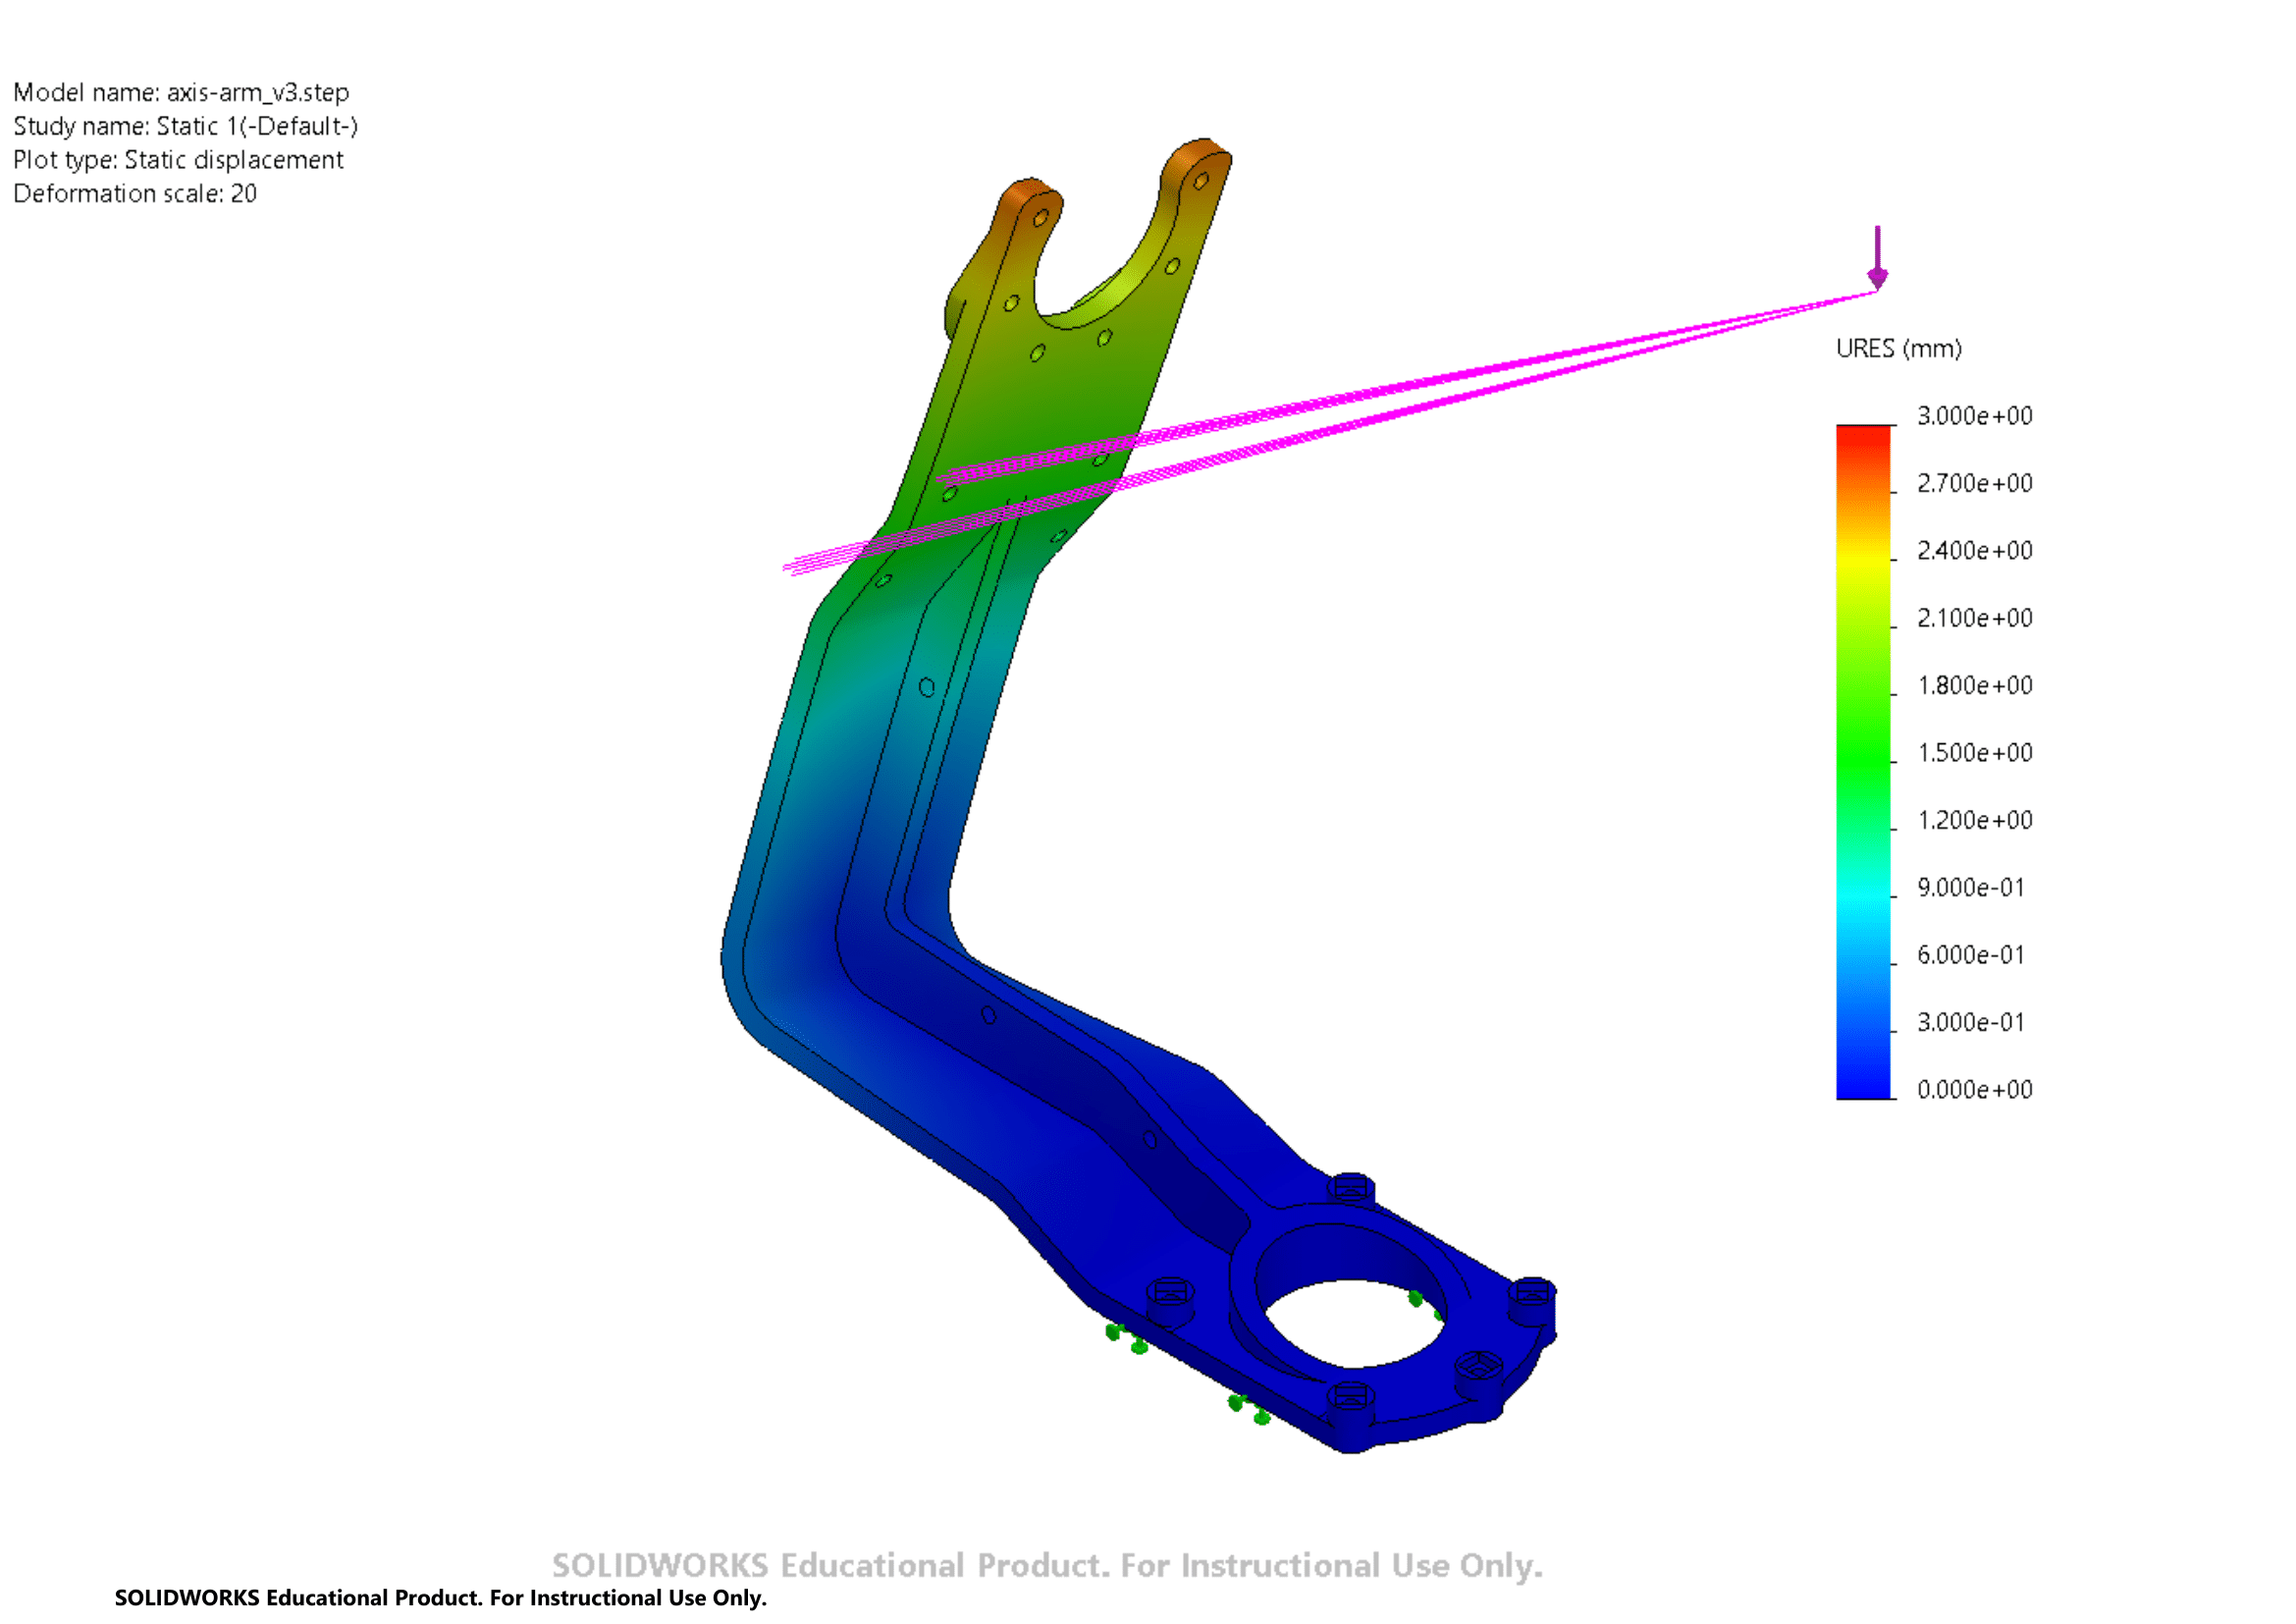 Model name: axis-arm_v3.step
Study name: Static 1(-Default-)
Plot type: Static displacement
Deformation scale: 20
URES (mm)
3.000e+00
2.700e+00
2.400e+00
2.100e+00
1.800e+00
1.500e+00
1.200e+00
9.000e-01
6.000e-01
3.000e-01
0.000e+00
SOLIDWORKS Educational Product. For Instructional Use Only.
SOLIDWORKS Educational Product. For Instructional Use Only.